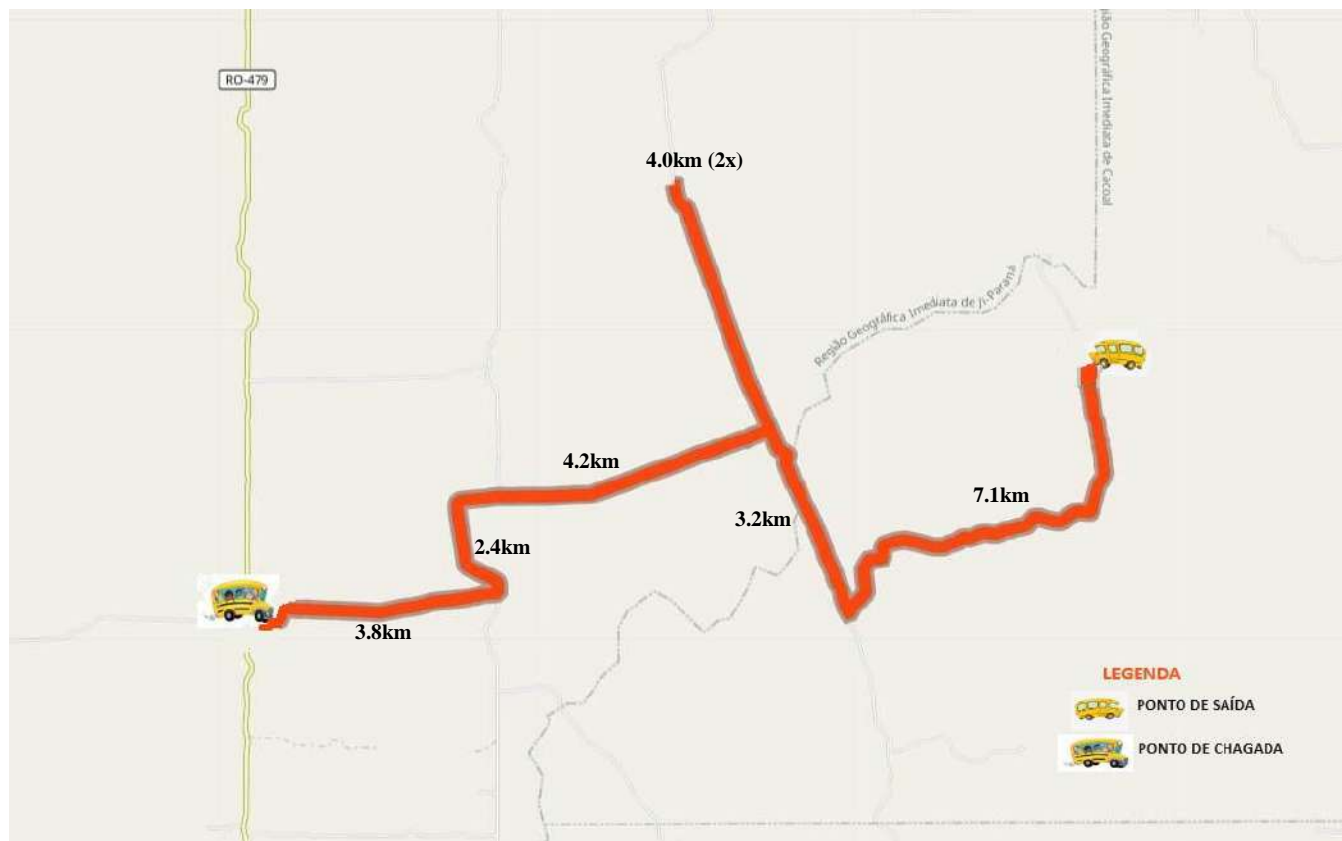 RO-479
4.0km (2x)
Região Geográfica Imediata de Cacoal
Região Geográfica Imediata de Ji-Paraná
4.2km
7.1km
3.2km
2.4km
3.8km
LEGENDA
PONTO DE SAÍDA
PONTO DE CHAGADA